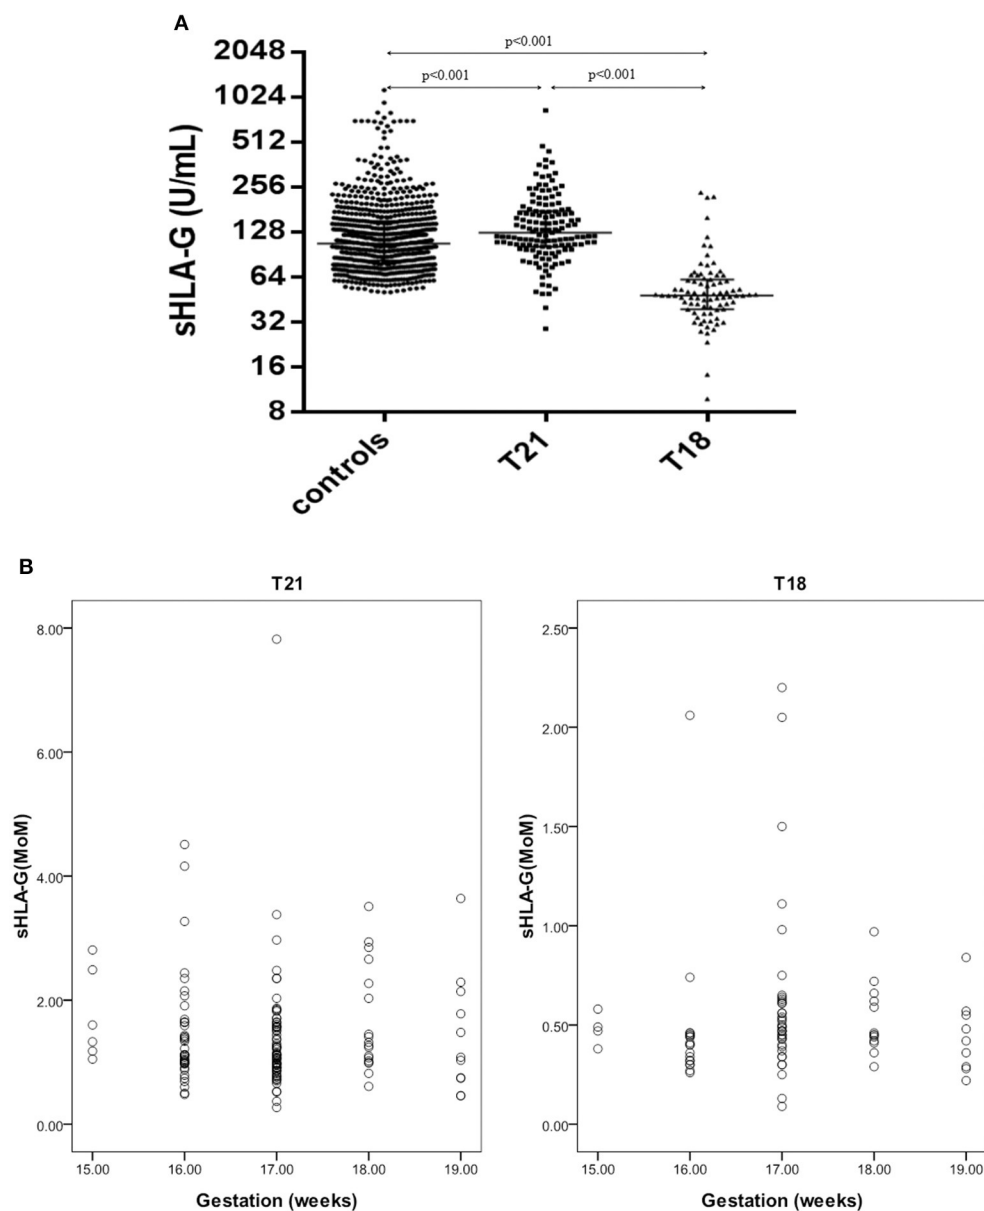 A
p<0.001
p<0.001
p<0.001
sHLA-G (U/mL)
2048
1024
512
256
128
64
32
16
8
controls
T21
T18
B
T21
sHLA-G(MoM)
8.00
6.00
4.00
2.00
0.00
15.00 16.00 17.00 18.00 19.00
Gestation (weeks)
T18
sHLA-G(MoM)
2.50
2.00
1.50
1.00
0.50
0.00
15.00 16.00 17.00 18.00 19.00
Gestation (weeks)